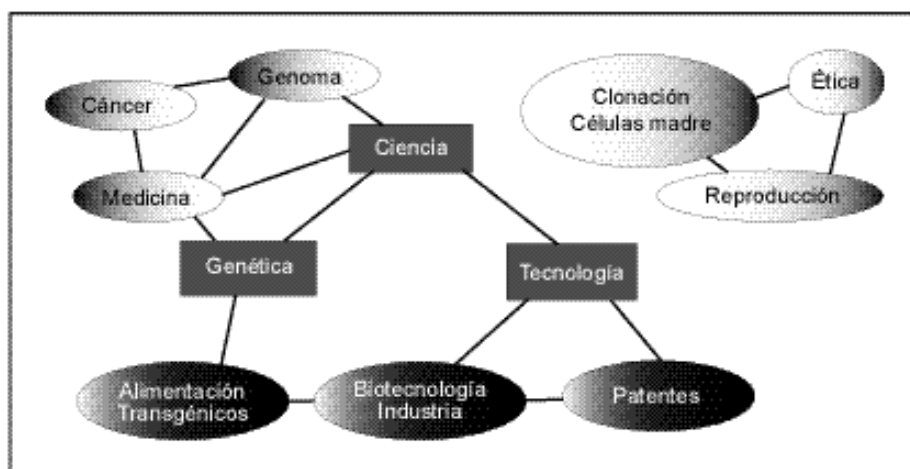 Genoma
Cáncer
Clonación
Células madre
Ética
Ciencia
Medicina
Reproducción
Genética
Tecnología
Alimentación
Transgénicos
Biotecnología
Industria
Patentes